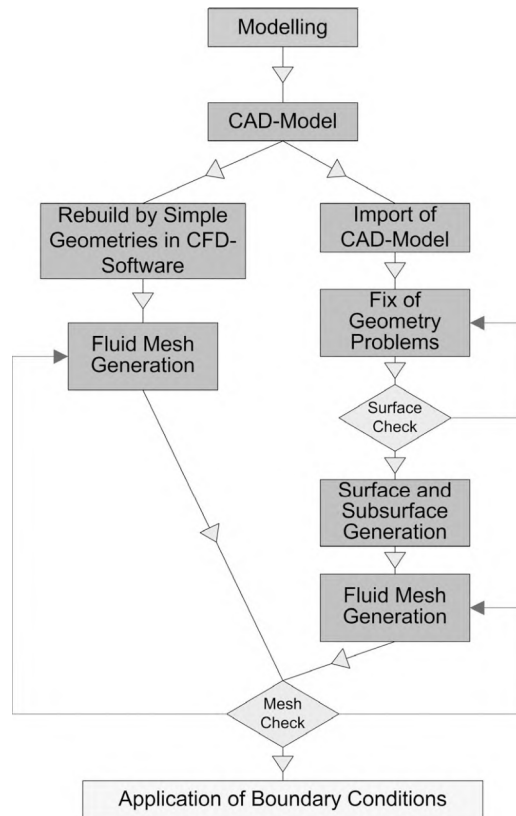 Modelling
CAD-Model
Rebuild by Simple
Geometries in CFD-
Software
Import of
CAD-Model
Fluid Mesh
Generation
Fix of
Geometry
Problems
Surface
Check
Surface and
Subsurface
Generation
Fluid Mesh
Generation
Mesh
Check
Application of Boundary Conditions